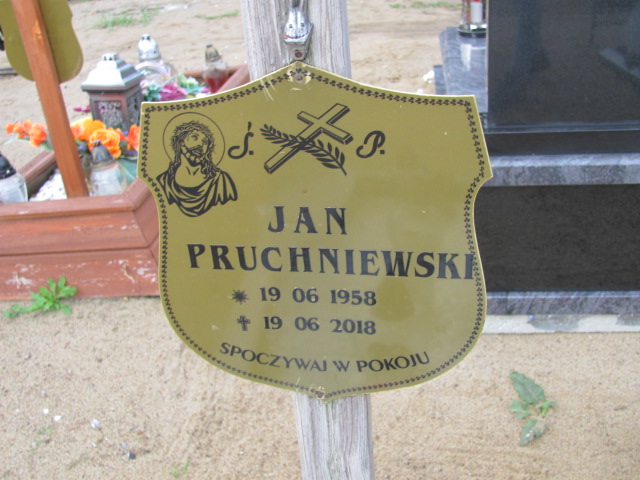 Ś. P.
JAN
PRUCHNIEWSKI
19 06 1958
19 06 2018
SPOCZYWAJ W POKOJU